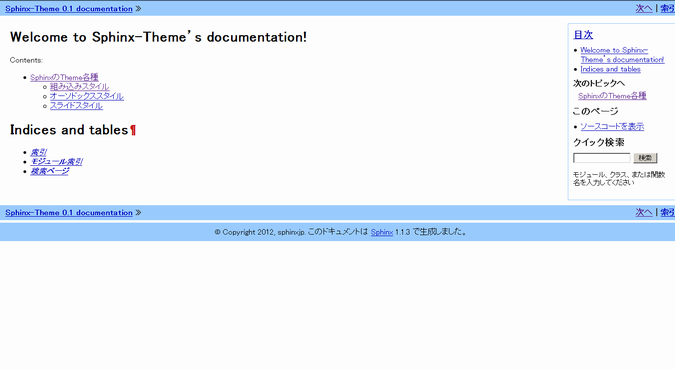 Sphinx-Theme 0.1 documentation »
次へ | 索引
Welcome to Sphinx-Theme's documentation!
Contents:
SphinxのTheme各種
組み込みスタイル
オーソドックススタイル
スライドスタイル
Indices and tables¶
索引
モジュール索引
検索ページ
目次
Welcome to Sphinx-
Theme's documentation!
Indices and tables
次のトピックへ
SphinxのTheme各種
このページ
ソースコードを表示
クイック検索
検索
モジュール、クラス、または関数
名を入力してください
Sphinx-Theme 0.1 documentation »
次へ | 索引
© Copyright 2012, sphinxjp. このドキュメントは Sphinx 1.1.3 で生成しました。